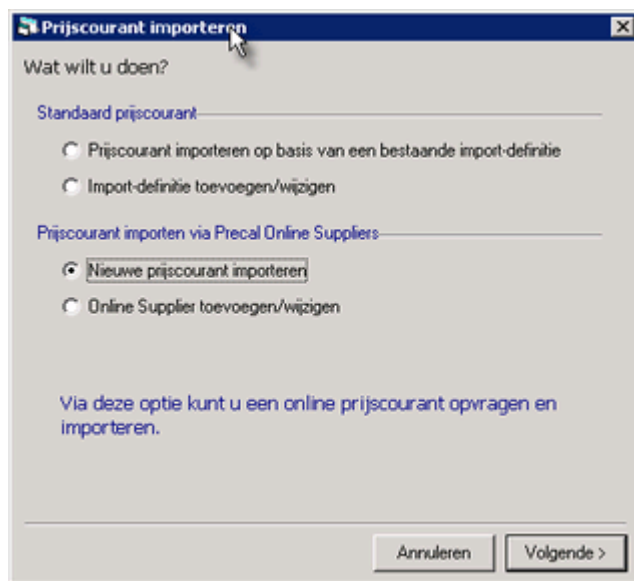 Prijscourant importeren
Wat wilt u doen?
Standaard prijscourant
Prijscourant importeren op basis van een bestaande import-definitie
Import-definitie toevoegen/wijzigen
Prijscourant importen via Precal Online Suppliers
Nieuwe prijscourant importeren
Online Supplier toevoegen/wijzigen
Via deze optie kunt u een online prijscourant opvragen en
importeren.
Annuleren
Volgende >